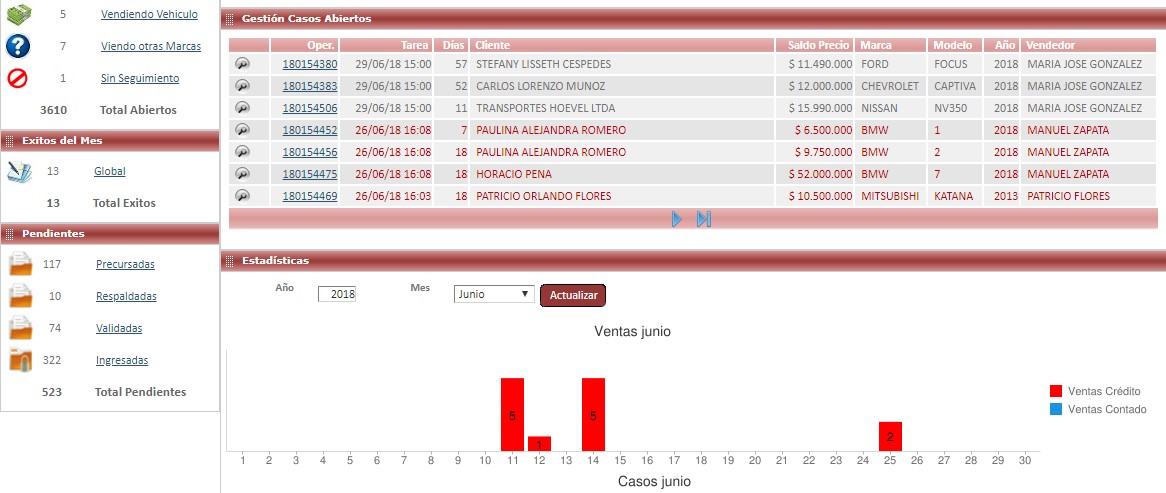 5 Vendiendo Vehiculo
7 Viendo otras Marcas
1 Sin Seguimiento
3610 Total Abiertos
Exitos del Mes
13 Global
13 Total Exitos
Pendientes
117 Precursadas
10 Respaldadas
74 Validadas
322 Ingresadas
523 Total Pendientes
Gestión Casos Abiertos
Oper. Tarea Días Cliente Saldo Precio Marca Modelo Año Vendedor
180154380 29/06/18 15:00 57 STEFANY LISSETH CESPEDES $ 11.490.000 FORD FOCUS 2018 MARIA JOSE GONZALEZ
180154383 29/06/18 15:00 52 CARLOS LORENZO MUNOZ $ 12.000.000 CHEVROLET CAPTIVA 2018 MARIA JOSE GONZALEZ
180154506 29/06/18 15:00 11 TRANSPORTES HOEVEL LTDA $ 15.990.000 NISSAN NV350 2018 MARIA JOSE GONZALEZ
180154452 26/06/18 16:08 7 PAULINA ALEJANDRA ROMERO $ 6.500.000 BMW 1 2018 MANUEL ZAPATA
180154456 26/06/18 16:08 18 PAULINA ALEJANDRA ROMERO $ 9.750.000 BMW 2 2018 MANUEL ZAPATA
180154475 26/06/18 16:08 18 HORACIO PENA $ 52.000.000 BMW 7 2018 MANUEL ZAPATA
180154469 26/06/18 16:03 18 PATRICIO ORLANDO FLORES $ 10.500.000 MITSUBISHI KATANA 2013 PATRICIO FLORES
Estadísticas
Año 2018 Mes Junio Actualizar
Ventas junio
5 1 5 2
Ventas Crédito
Ventas Contado
1 2 3 4 5 6 7 8 9 10 11 12 13 14 15 16 17 18 19 20 21 22 23 24 25 26 27 28 29 30
Casos junio